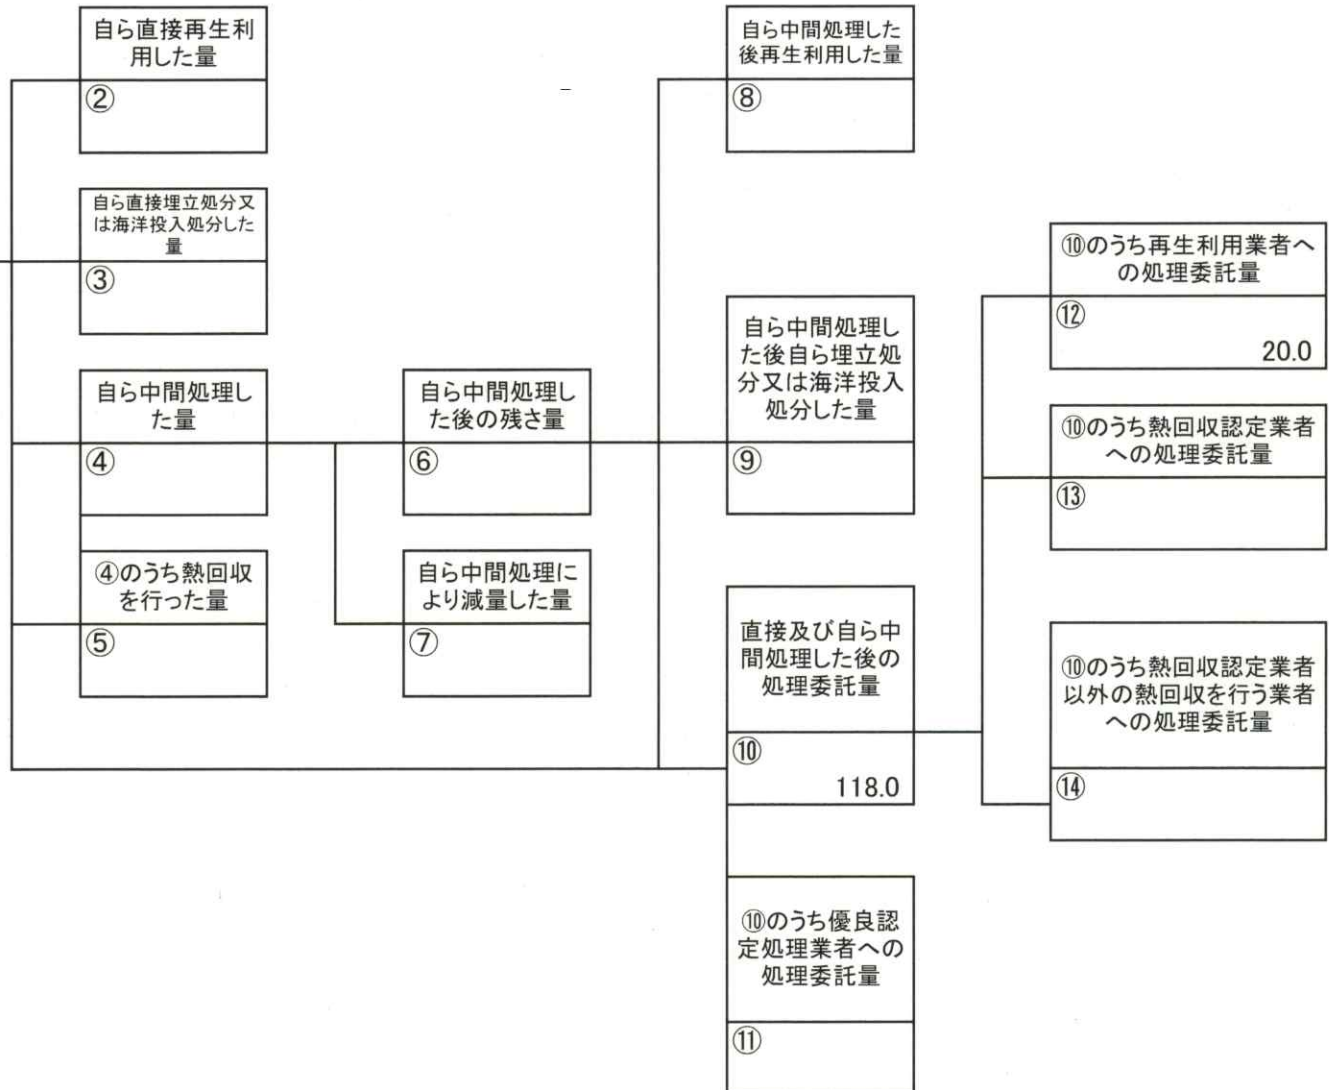 自ら直接再生利
用した量
②
自ら直接埋立処分又
は海洋投入処分した
量
③
自ら中間処理し
た量
④
④のうち熱回収
を行った量
⑤
自ら中間処理し
た後の残さ量
⑥
自ら中間処理に
より減量した量
⑦
自ら中間処理した
後再生利用した量
⑧
自ら中間処理し
た後自ら埋立処
分又は海洋投入
処分した量
⑨
直接及び自ら中
間処理した後の
処理委託量
⑩
118.0
⑩のうち優良認
定処理業者への
処理委託量
⑪
⑩のうち再生利用業者へ
の処理委託量
⑫
20.0
⑩のうち熱回収認定業者
への処理委託量
⑬
⑩のうち熱回収認定業者
以外の熱回収を行う業者
への処理委託量
⑭